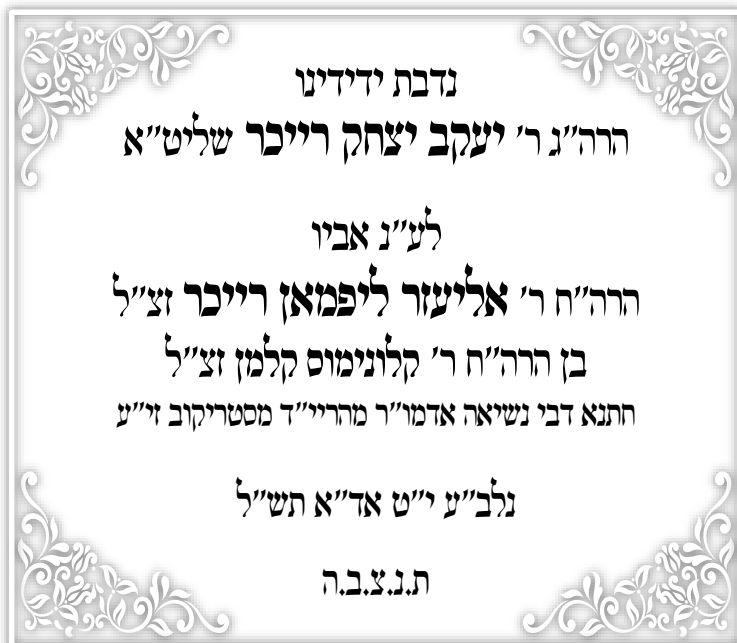 נדבת ידידינו
הרה״ג ר׳ יעקב יצחק רייכר שליט״א
לע״נ אביו
הרה״ח ר׳ אליעזר ליפמאן רייכר זצ״ל
בן הרה״ח ר׳ קלונימוס קלמן זצ״ל
חתנא דבי נשיאה אדמו״ר מהריי״ד מסטריקוב זי״ע
נלב״ע י״ט אד״א תש״ל
ת.נ.צ.ב.ה